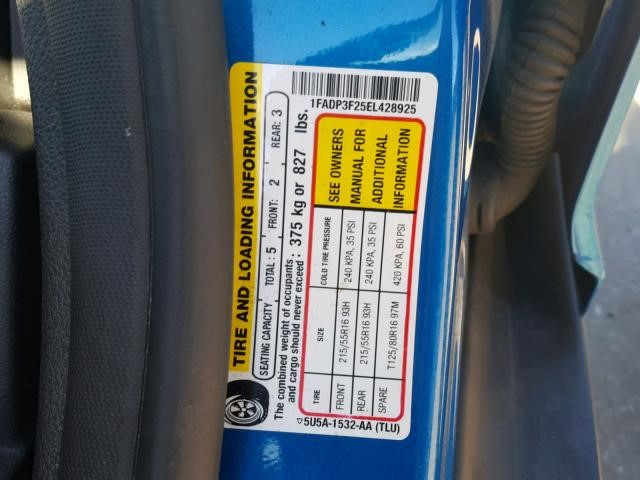 TIRE AND LOADING INFORMATION
SEATING CAPACITY TOTAL: 5 FRONT: 2 REAR: 3
The combined weight of occupants
and cargo should never exceed: 375 kg or 827 lbs.
TIRE SIZE COLD TIRE PRESSURE SEE OWNERS
FRONT 215/55R16 93H 240 KPA, 35 PSI MANUAL FOR
REAR 215/55R16 93H 240 KPA, 35 PSI ADDITIONAL
SPARE T125/80R16 97M 420 KPA, 60 PSI INFORMATION
▽5U5A-1532-AA (TLU)
1FADP3F25EL428925